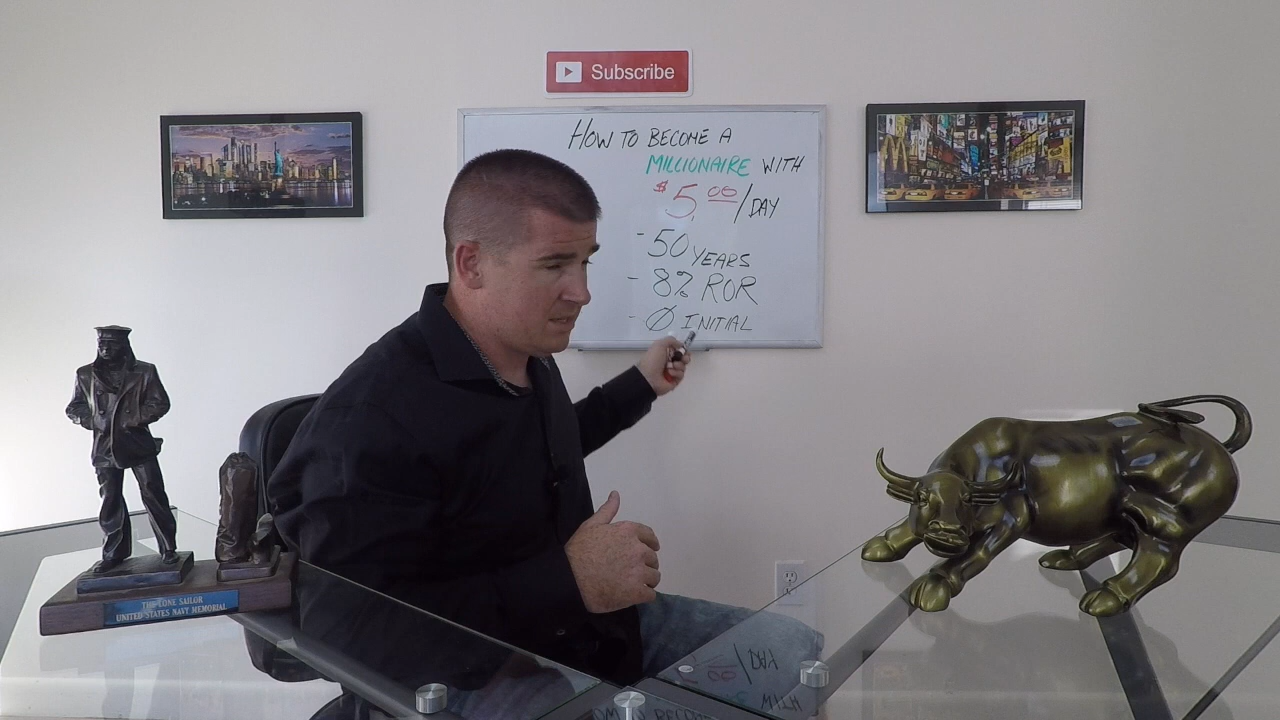 Subscribe
HOW TO BECOME A
MILLIONAIRE WITH
$5.00/DAY
- 50 YEARS
- 8% ROR
- Ø INITIAL
THE LONE SAILOR
UNITED STATES NAVY MEMORIAL